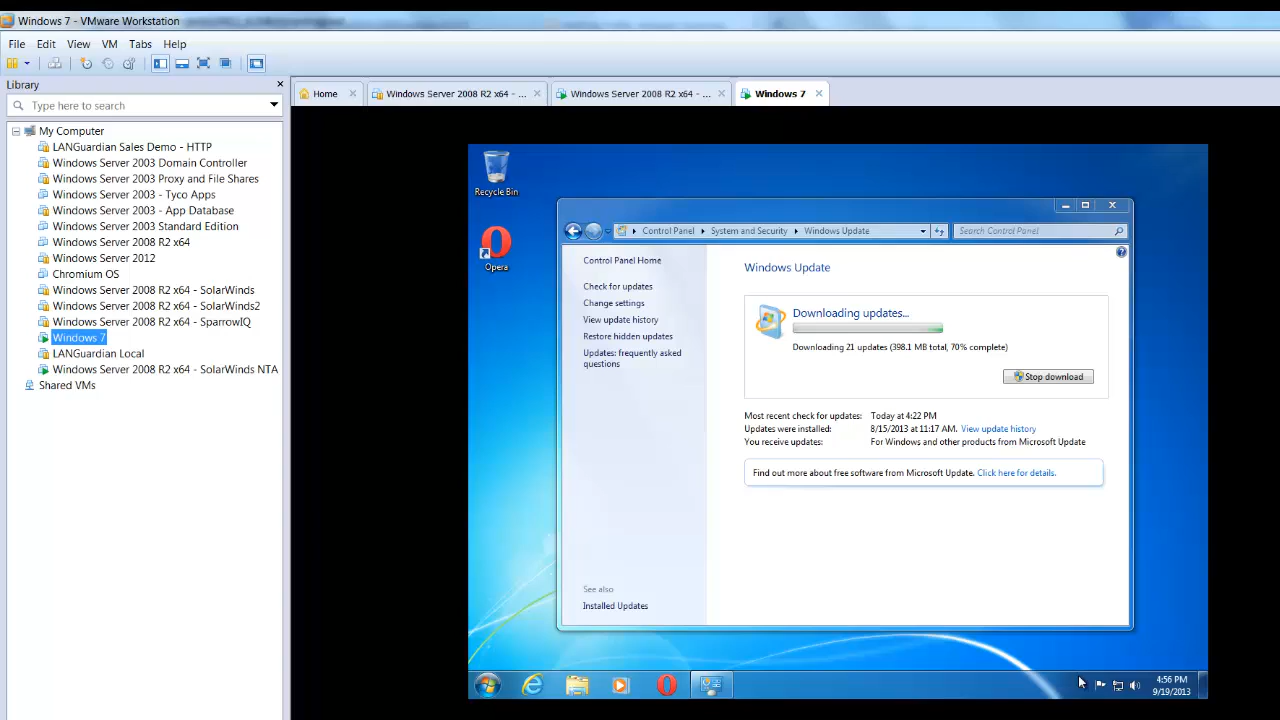 Windows 7 - VMware Workstation
File Edit View VM Tabs Help
Library
Type here to search
My Computer
LANGuardian Sales Demo - HTTP
Windows Server 2003 Domain Controller
Windows Server 2003 Proxy and File Shares
Windows Server 2003 - Tyco Apps
Windows Server 2003 - App Database
Windows Server 2003 Standard Edition
Windows Server 2008 R2 x64
Windows Server 2012
Chromium OS
Windows Server 2008 R2 x64 - SolarWinds
Windows Server 2008 R2 x64 - SolarWinds2
Windows Server 2008 R2 x64 - SparrowIQ
Windows 7
LANGuardian Local
Windows Server 2008 R2 x64 - SolarWinds NTA
Shared VMs
Home Windows Server 2008 R2 x64 - ... Windows Server 2008 R2 x64 - ... Windows 7
Recycle Bin
Opera
Control Panel System and Security Windows Update Search Control Panel
Control Panel Home
Check for updates
Change settings
View update history
Restore hidden updates
Updates: frequently asked
questions
See also
Installed Updates
Windows Update
Downloading updates...
Downloading 21 updates (398.1 MB total, 70% complete)
Stop download
Most recent check for updates: Today at 4:22 PM
Updates were installed: 8/15/2013 at 11:17 AM. View update history
You receive updates: For Windows and other products from Microsoft Update
Find out more about free software from Microsoft Update. Click here for details.
4:56 PM
9/19/2013